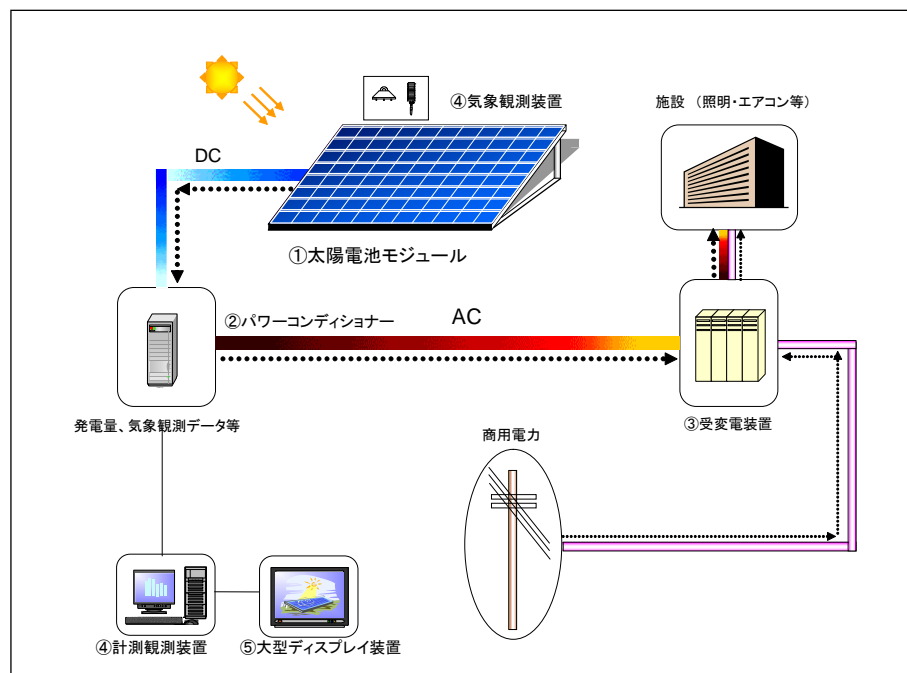 ④気象観測装置
施設 (照明・エアコン等)
DC
①太陽電池モジュール
②パワーコンディショナー
AC
発電量、気象観測データ等
③受変電装置
商用電力
④計測観測装置
⑤大型ディスプレイ装置